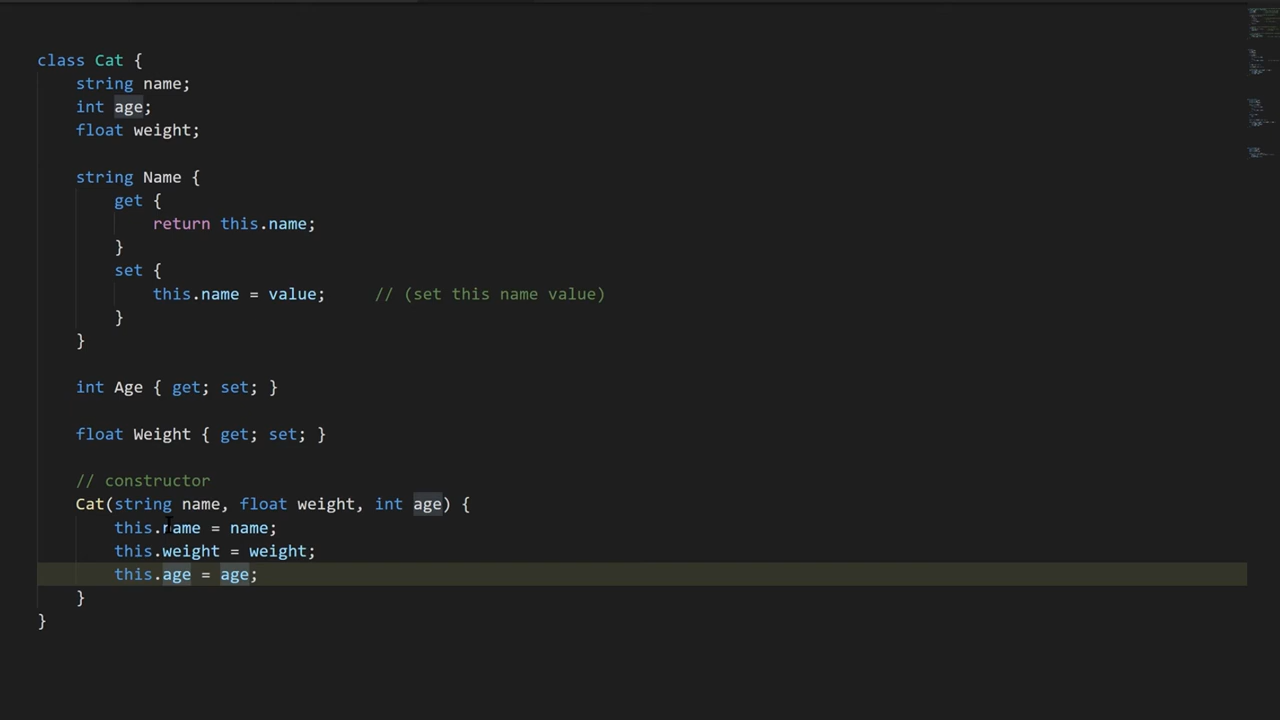 class Cat {
string name;
int age;
float weight;
string Name {
get {
return this.name;
}
set {
this.name = value;     // (set this name value)
}
}
int Age { get; set; }
float Weight { get; set; }
// constructor
Cat(string name, float weight, int age) {
this.name = name;
this.weight = weight;
this.age = age;
}
}